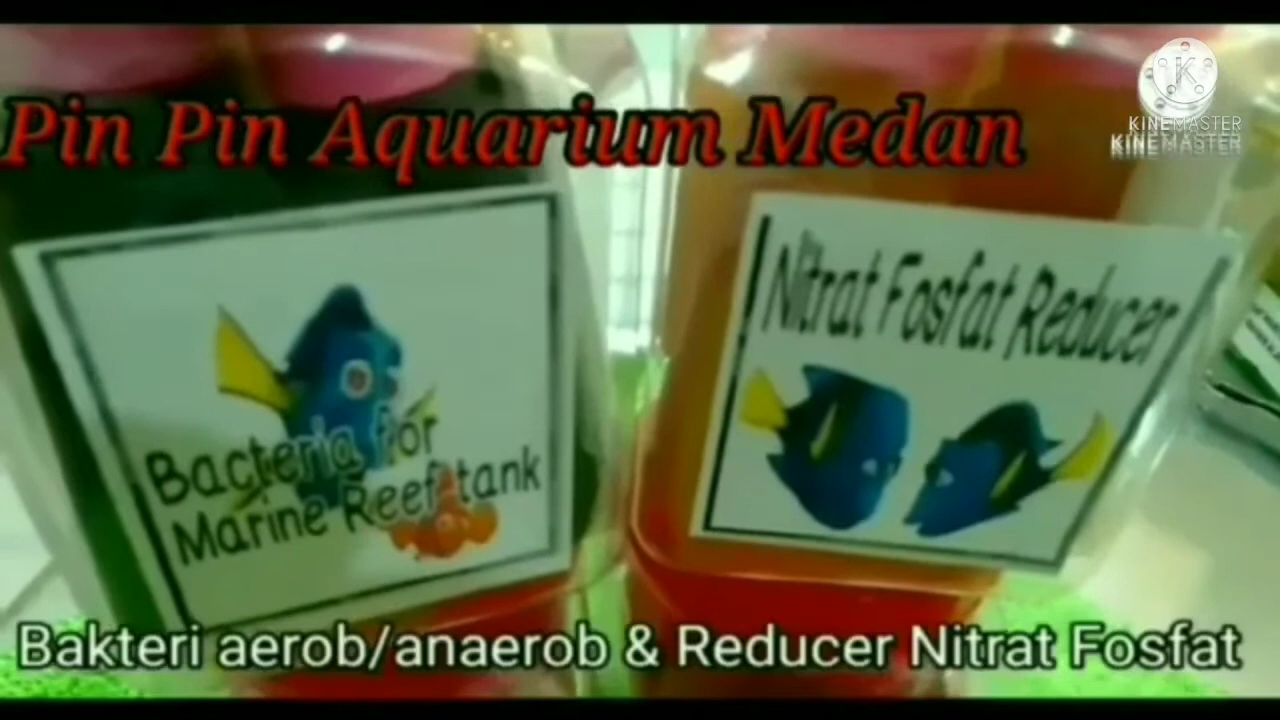 K
KINEMASTER
KINEMASTER
Pin Pin Aquarium Medan
Nitrat Fosfat Reducer
Bacteria for
Marine Reef tank
Bakteri aerob/anaerob & Reducer Nitrat Fosfat